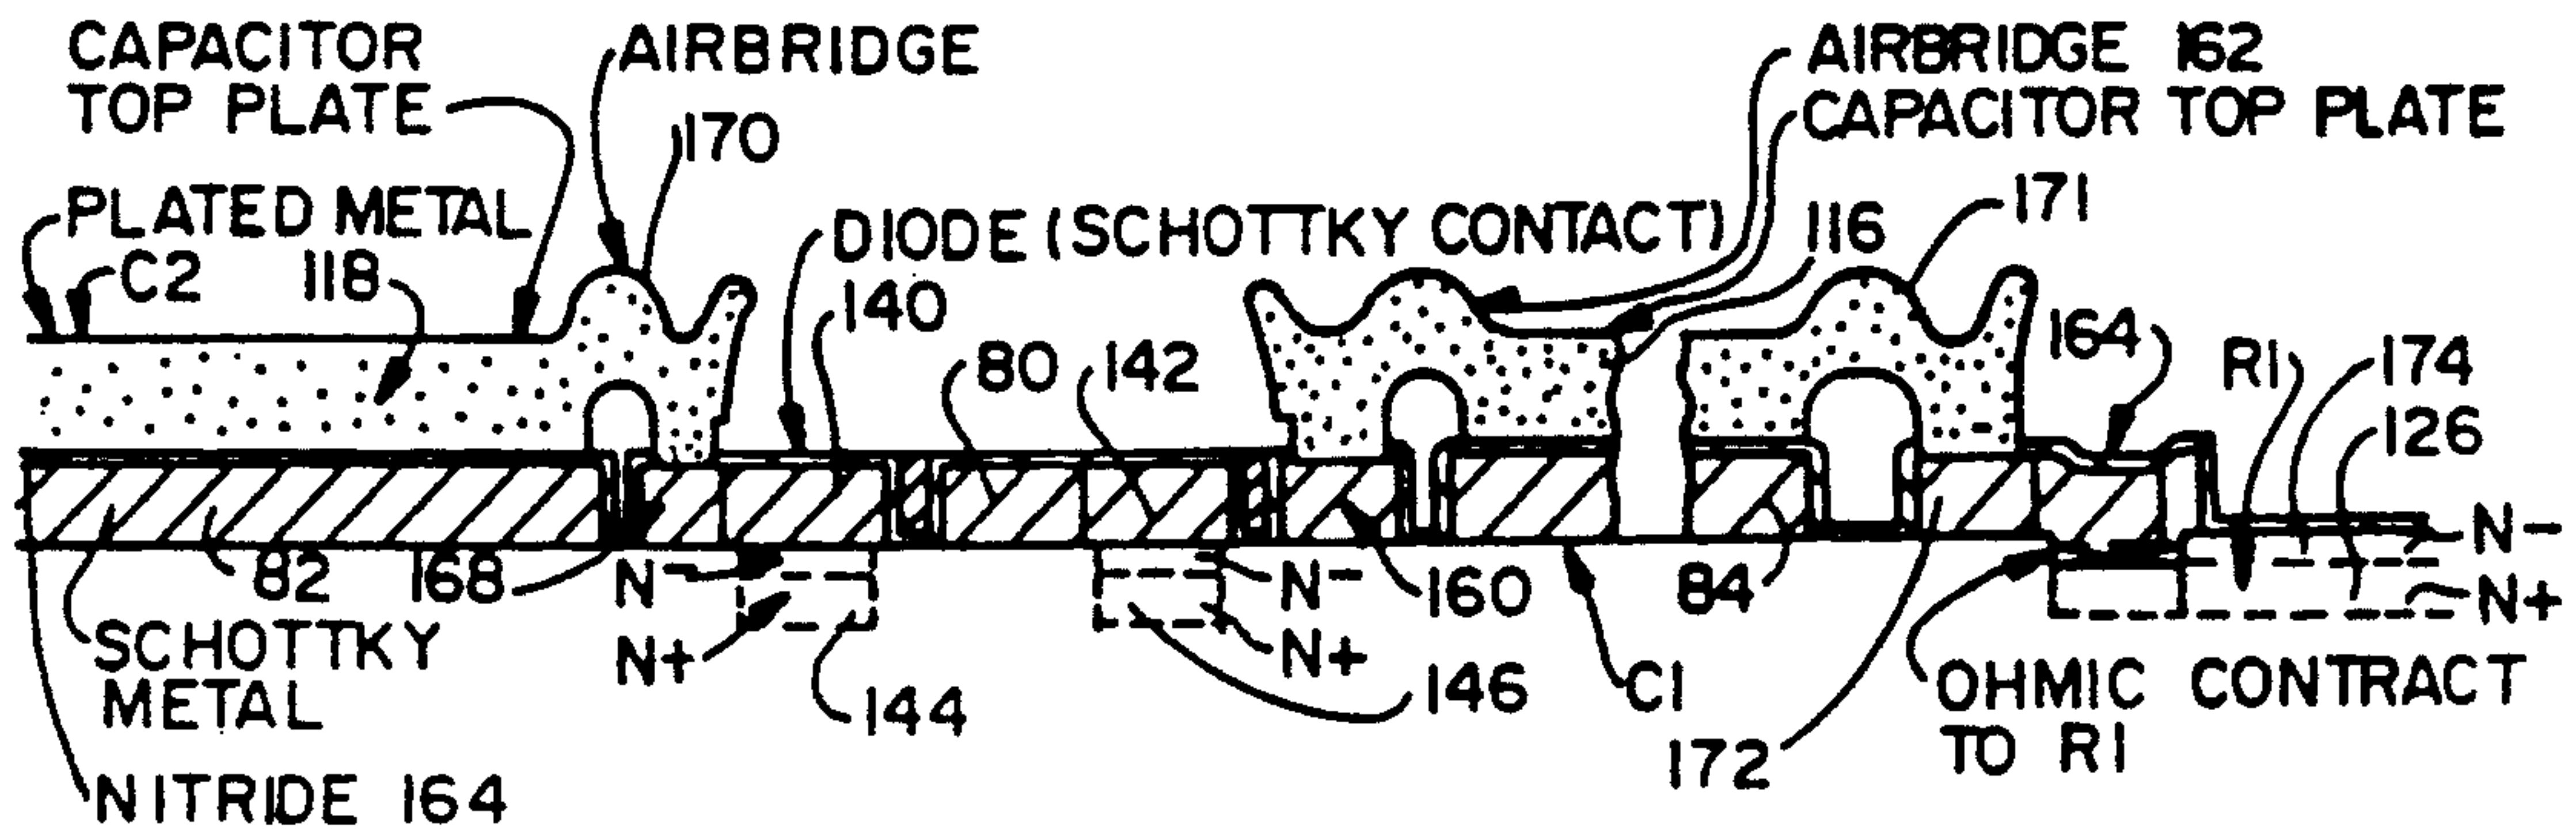 CAPACITOR
TOP PLATE
AIRBRIDGE
170
AIRBRIDGE 162
CAPACITOR TOP PLATE
PLATED METAL
C2
118
DIODE (SCHOTTKY CONTACT)
116
171
140
80
142
164
R1
174
126
82
168
N-
N+
144
N-
N+
146
160
C1
84
172
N-
N+
SCHOTTKY
METAL
OHMIC CONTRACT
TO R1
NITRIDE 164